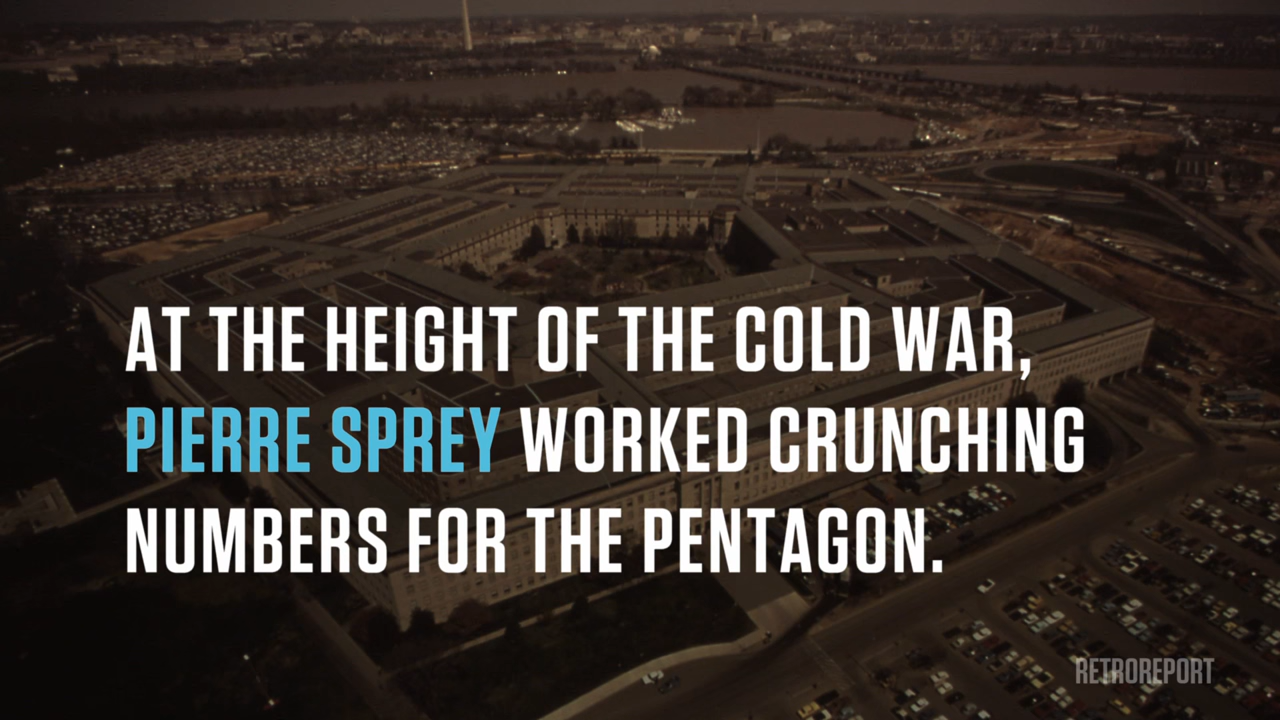 AT THE HEIGHT OF THE COLD WAR,
PIERRE SPREY WORKED CRUNCHING
NUMBERS FOR THE PENTAGON.
RETROREPORT